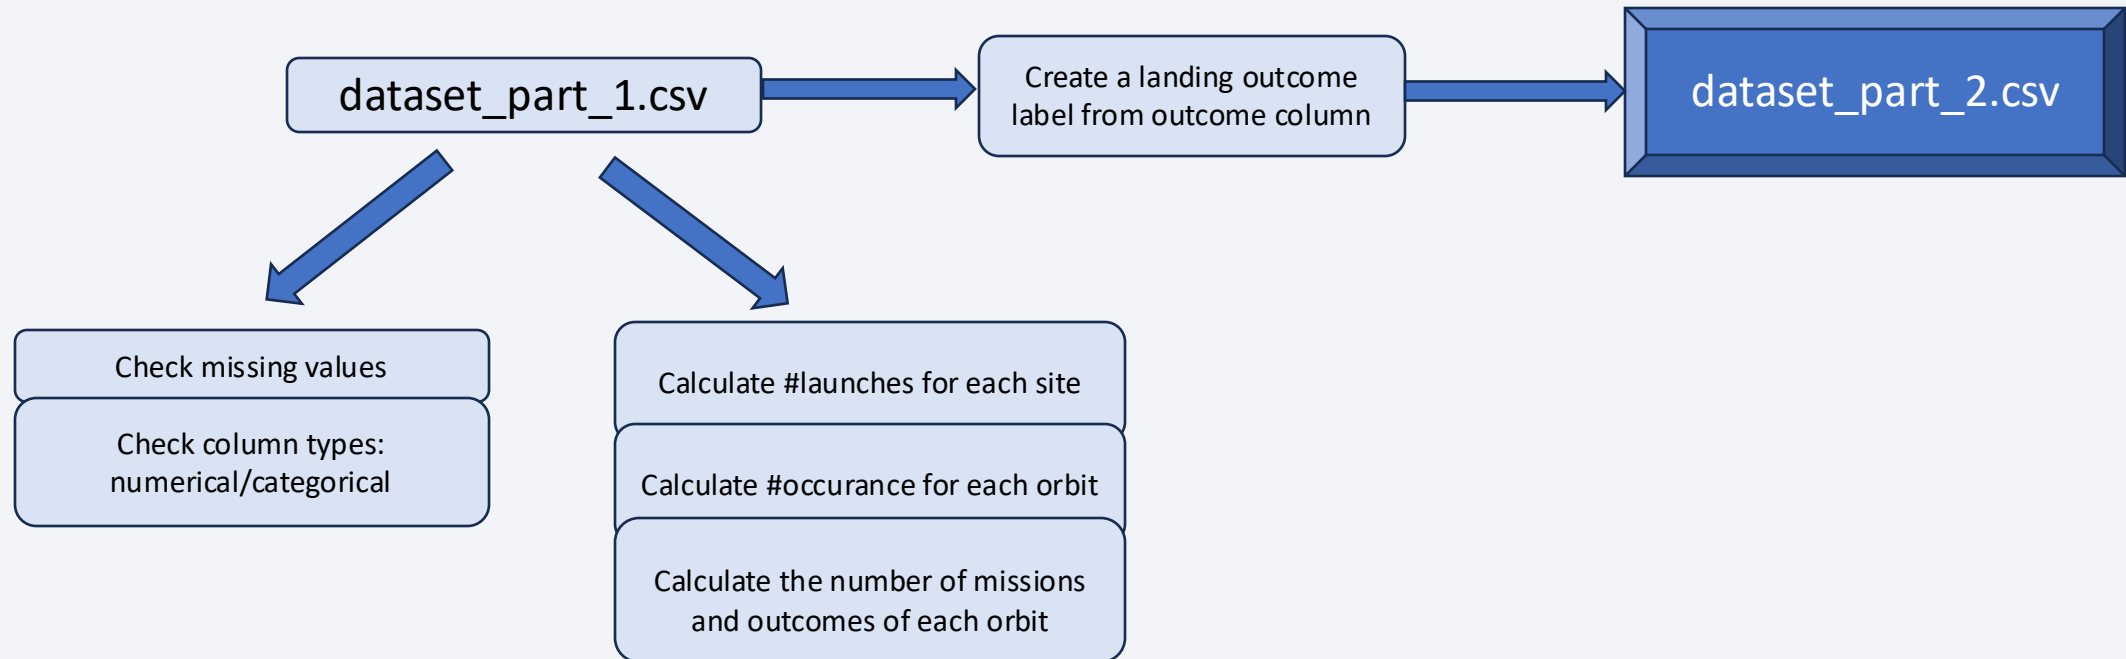 dataset_part_1.csv
Create a landing outcome
label from outcome column
dataset_part_2.csv
Check missing values
Check column types:
numerical/categorical
Calculate #launches for each site
Calculate #occurance for each orbit
Calculate the number of missions
and outcomes of each orbit